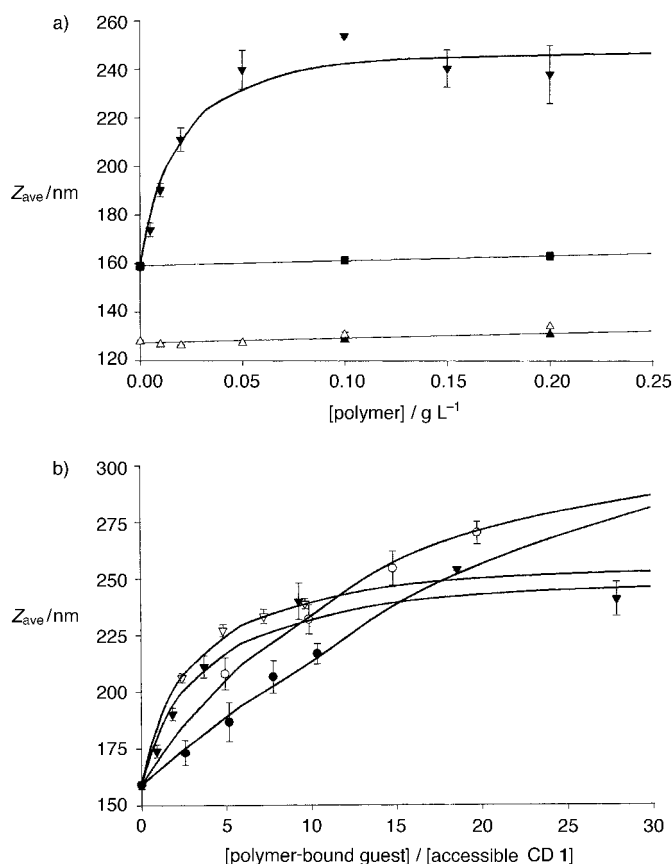 a)
260
240
220
200
Zave/nm
180
160
140
120
0.00 0.05 0.10 0.15 0.20 0.25
[polymer] / g L–1
b)
300
275
250
Zave/nm
225
200
175
150
0 5 10 15 20 25 30
[polymer-bound guest] / [accessible CD 1]